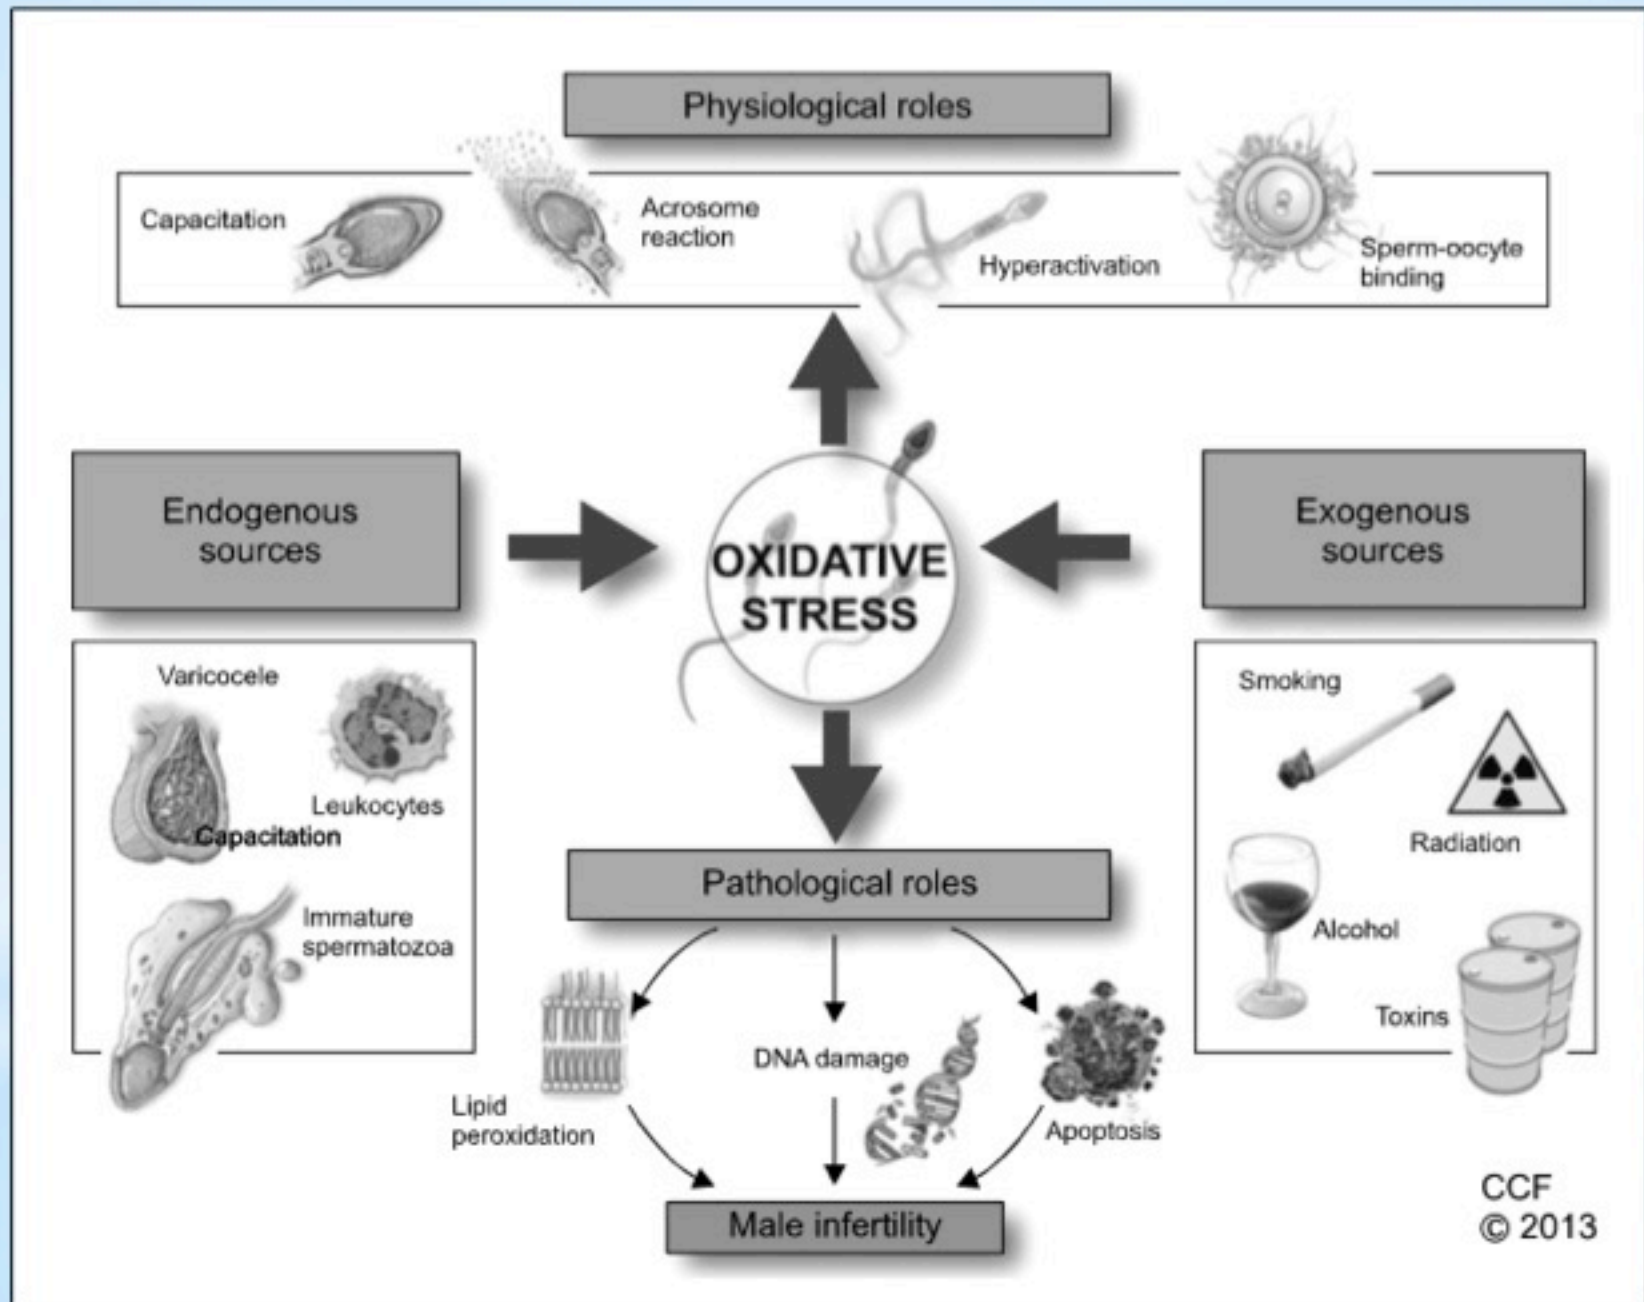 Physiological roles
Capacitation
Acrosome
reaction
Hyperactivation
Sperm-oocyte
binding
Endogenous
sources
OXIDATIVE
STRESS
Exogenous
sources
Varicocele
Leukocytes
Capacitation
Immature
spermatozoa
Smoking
Radiation
Alcohol
Toxins
Pathological roles
Lipid
peroxidation
DNA damage
Apoptosis
Male infertility
CCF
© 2013